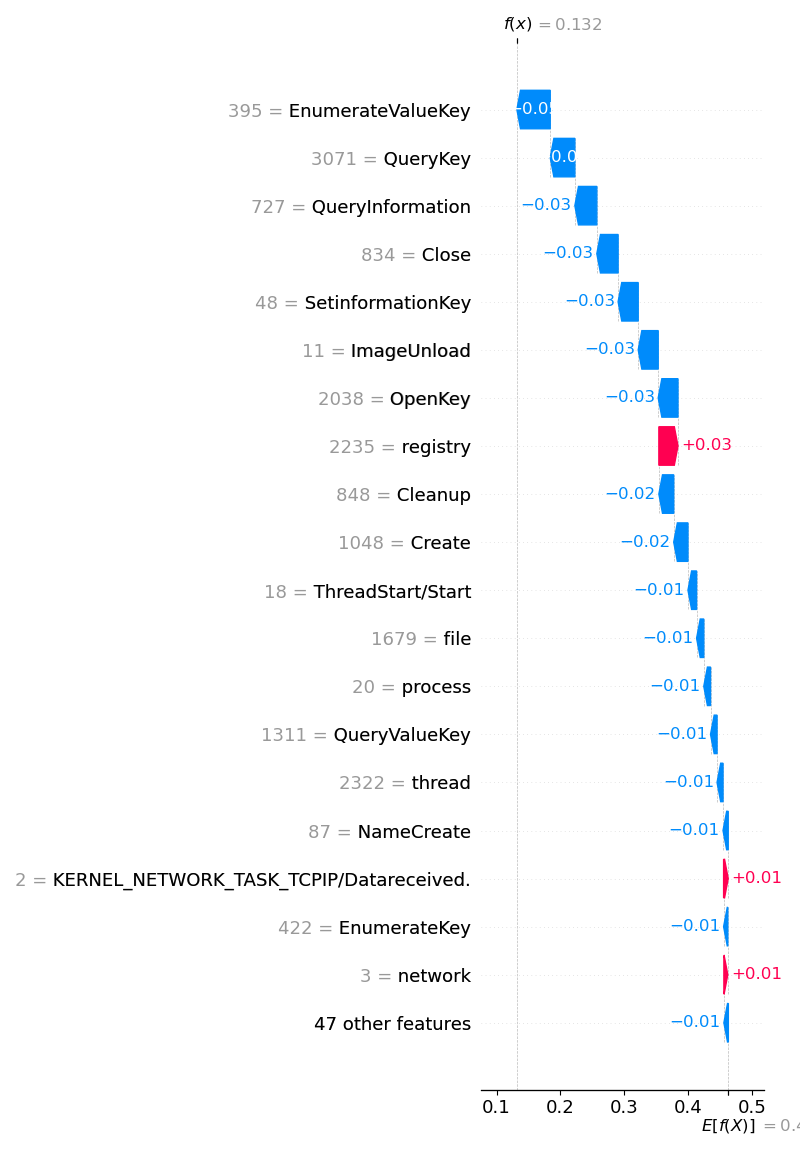 f(x) = 0.132
395 = EnumerateValueKey −0.0
3071 = QueryKey 0.0
727 = QueryInformation −0.03
834 = Close −0.03
48 = SetinformationKey −0.03
11 = ImageUnload −0.03
2038 = OpenKey −0.03
2235 = registry +0.03
848 = Cleanup −0.02
1048 = Create −0.02
18 = ThreadStart/Start −0.01
1679 = file −0.01
20 = process −0.01
1311 = QueryValueKey −0.01
2322 = thread −0.01
87 = NameCreate −0.01
2 = KERNEL_NETWORK_TASK_TCPIP/Datareceived. +0.01
422 = EnumerateKey −0.01
3 = network +0.01
47 other features −0.01
0.1 0.2 0.3 0.4 0.5
E[f(X)] = 0.4